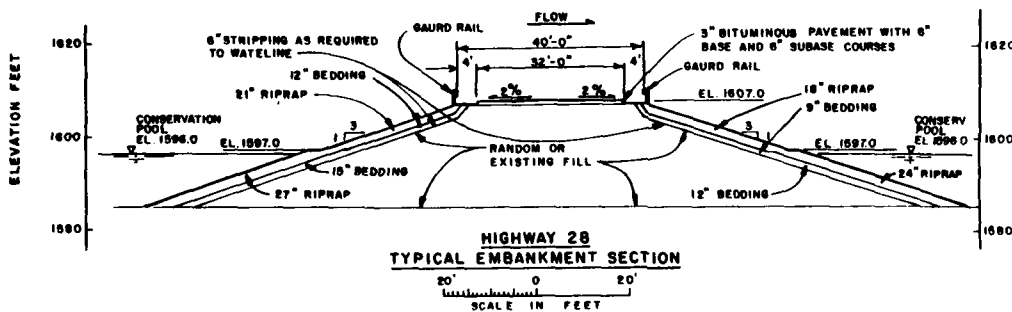 FLOW
GAURD RAIL
40'-0"
3" BITUMINOUS PAVEMENT WITH 6"
BASE AND 6" SUBASE COURSES
1620
1620
6" STRIPPING AS REQUIRED
TO WATELINE
4'
32'-0"
4'
GAURD RAIL
12" BEDDING
2%
2%
EL. 1607.0
18" RIPRAP
21" RIPRAP
9" BEDDING
ELEVATION FEET
CONSERVATION
POOL
EL. 1596.0
CONSERV
POOL
EL. 1596.0
1600
EL. 1597.0
1
3
RANDOM OR
EXISTING FILL
3
1
EL. 1597.0
1600
15" BEDDING
27" RIPRAP
12" BEDDING
24" RIPRAP
1580
1580
HIGHWAY 28
TYPICAL EMBANKMENT SECTION
20' 0 20'
SCALE IN FEET